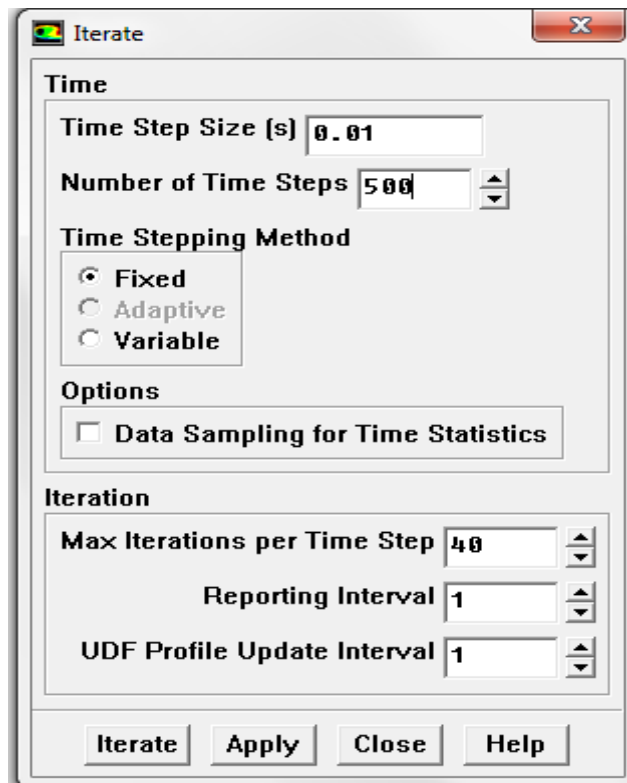 Iterate
Time
Time Step Size (s) 0.01
Number of Time Steps 500
Time Stepping Method
Fixed
Adaptive
Variable
Options
Data Sampling for Time Statistics
Iteration
Max Iterations per Time Step 40
Reporting Interval 1
UDF Profile Update Interval 1
Iterate Apply Close Help